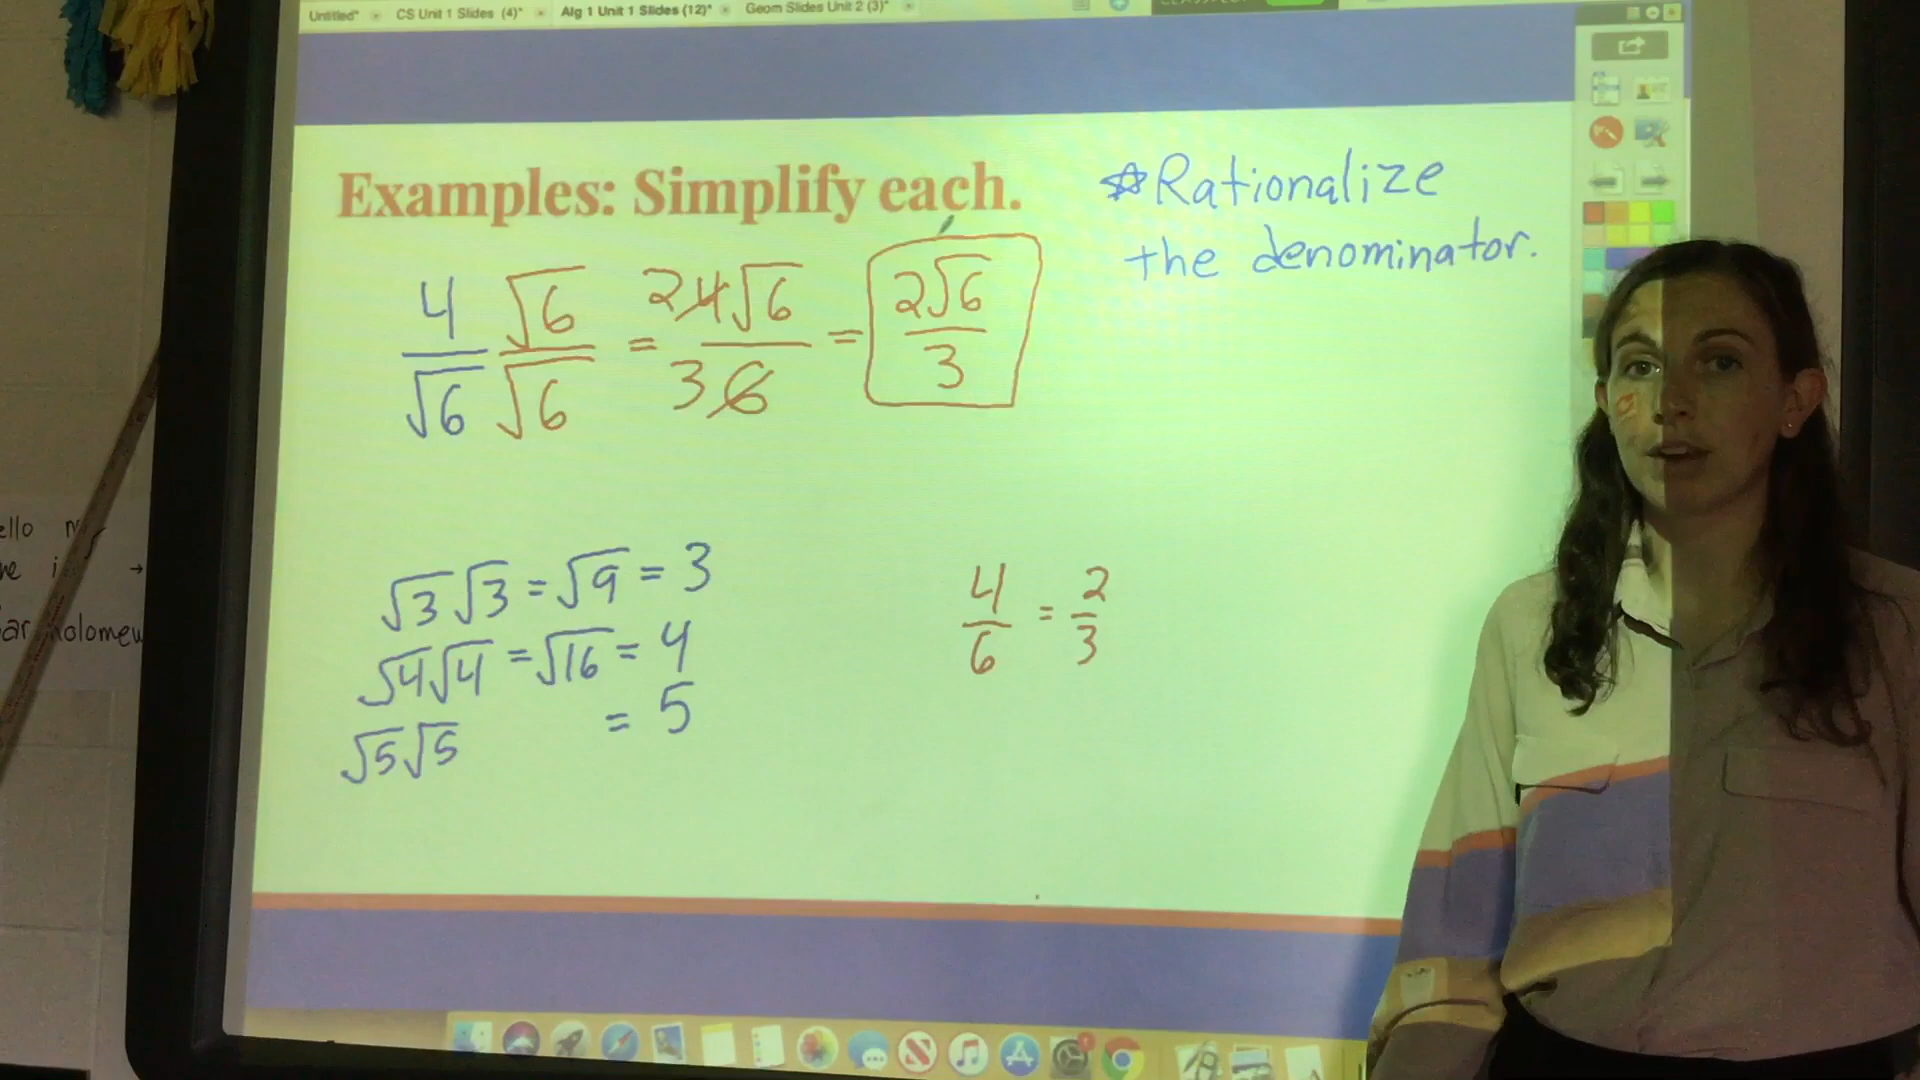 Untitled* CS Unit 1 Slides (4)* Alg 1 Unit 1 Slides (12)* Geom Slides Unit 2 (3)*
Examples: Simplify each.
☆Rationalize
the denominator.
4/√6 √6/√6 = 2 4√6 / 3 6 = 2√6/3
√3√3 = √9 = 3
√4√4 = √16 = 4
√5√5 = 5
4/6 = 2/3